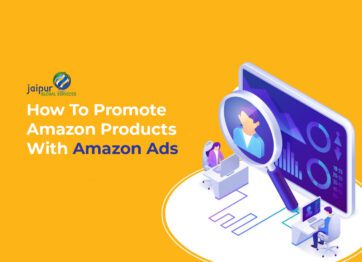 jaipur
GLOBAL SERVICES
How To Promote
Amazon Products
With Amazon Ads